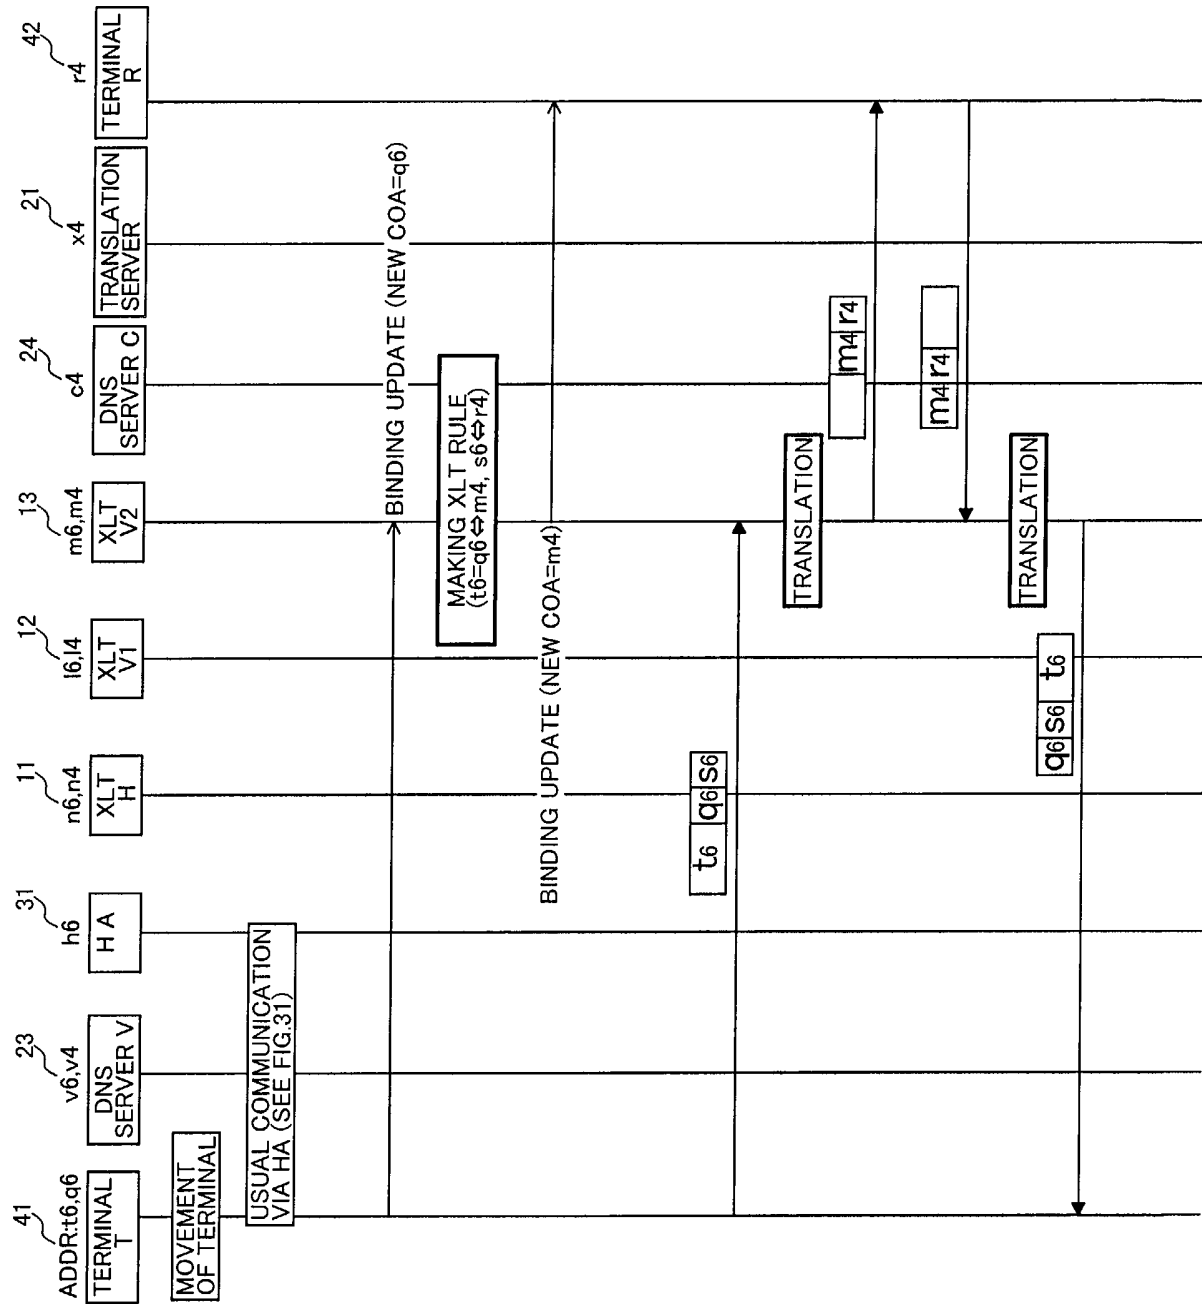 41
ADDR:t6,q6
TERMINAL
T
23
v6,v4
DNS
SERVER V
31
h6
H A
11
n6,n4
XLT
H
12
l6,l4
XLT
V1
13
m6,m4
XLT
V2
24
c4
DNS
SERVER C
21
x4
TRANSLATION
SERVER
42
r4
TERMINAL
R
MOVEMENT
OF TERMINAL
USUAL COMMUNICATION
VIA HA (SEE FIG.31)
BINDING UPDATE (NEW COA=q6)
MAKING XLT RULE
(t6=q6⇔m4, s6⇔r4)
BINDING UPDATE (NEW COA=m4)
t6 q6 s6
TRANSLATION
m4 r4
m4 r4
TRANSLATION
q6 s6 t6